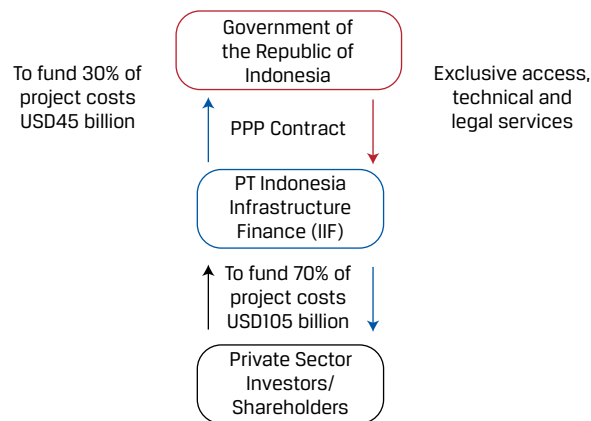 Government of
the Republic of
Indonesia
To fund 30% of
project costs
USD45 billion
Exclusive access,
technical and
legal services
PPP Contract
PT Indonesia
Infrastructure
Finance (IIF)
To fund 70% of
project costs
USD105 billion
Private Sector
Investors/
Shareholders